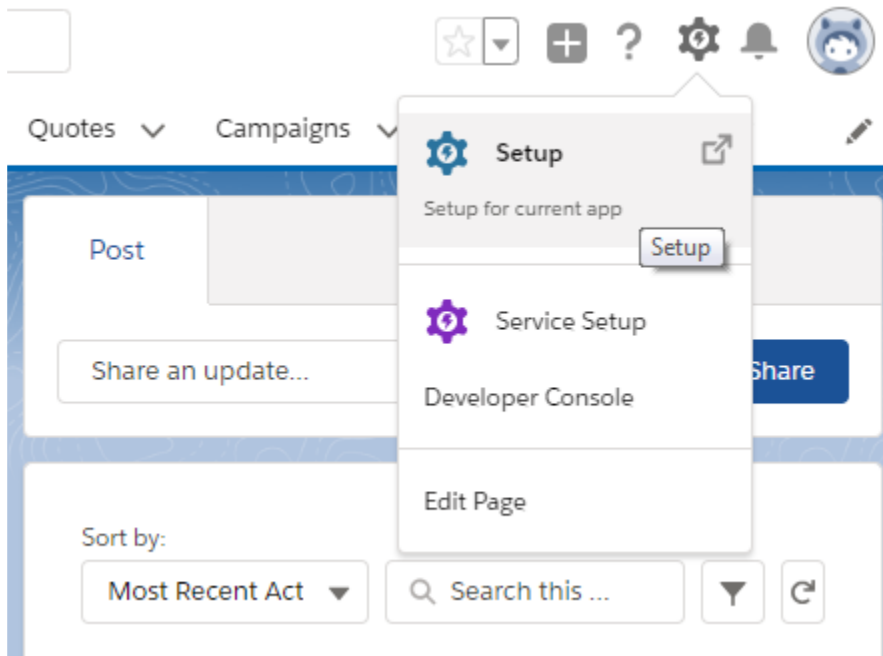 ?
Quotes
Campaigns
Setup
Setup for current app
Setup
Post
Service Setup
Share an update...
Share
Developer Console
Edit Page
Sort by:
Most Recent Act
Search this ...